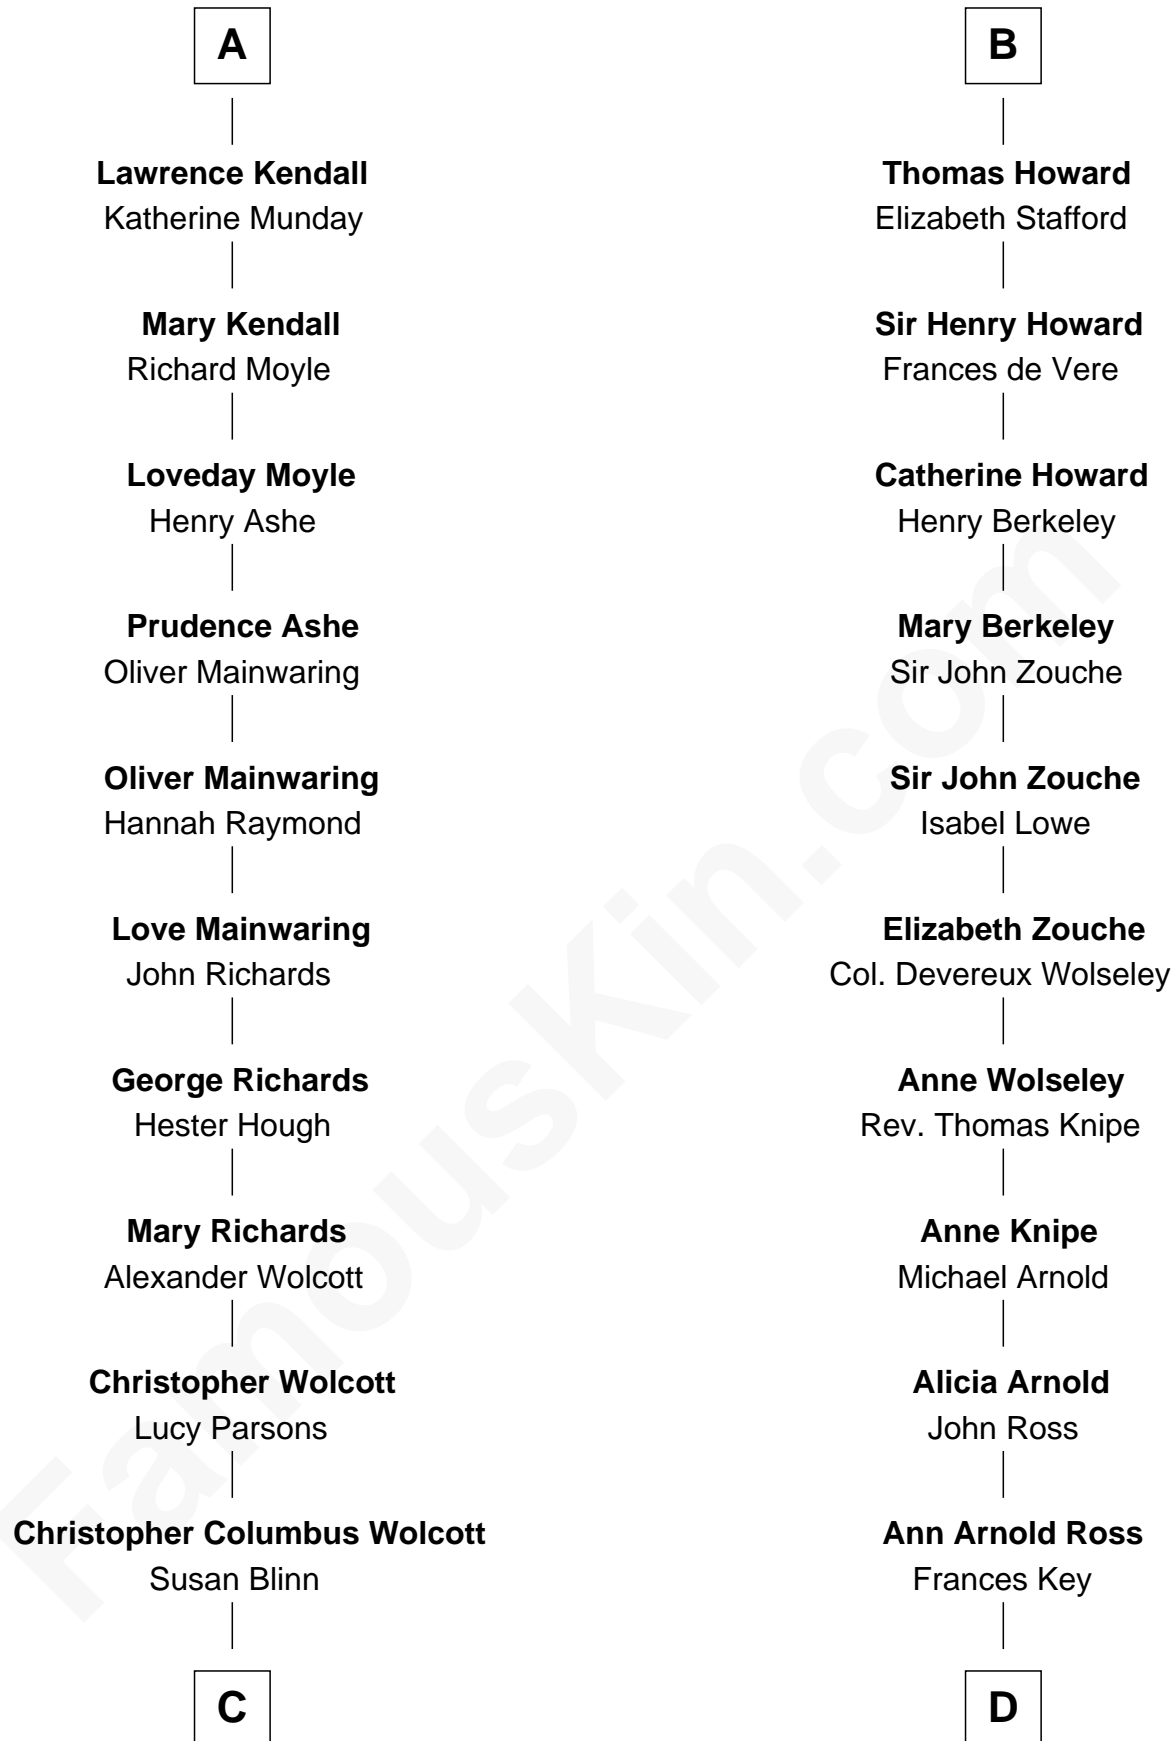 A
Lawrence Kendall
Katherine Munday
Mary Kendall
Richard Moyle
Loveday Moyle
Henry Ashe
Prudence Ashe
Oliver Mainwaring
Oliver Mainwaring
Hannah Raymond
Love Mainwaring
John Richards
George Richards
Hester Hough
Mary Richards
Alexander Wolcott
Christopher Wolcott
Lucy Parsons
Christopher Columbus Wolcott
Susan Blinn
C
B
Thomas Howard
Elizabeth Stafford
Sir Henry Howard
Frances de Vere
Catherine Howard
Henry Berkeley
Mary Berkeley
Sir John Zouche
Sir John Zouche
Isabel Lowe
Elizabeth Zouche
Col. Devereux Wolseley
Anne Wolseley
Rev. Thomas Knipe
Anne Knipe
Michael Arnold
Alicia Arnold
John Ross
Ann Arnold Ross
Frances Key
D
FamousKin.com